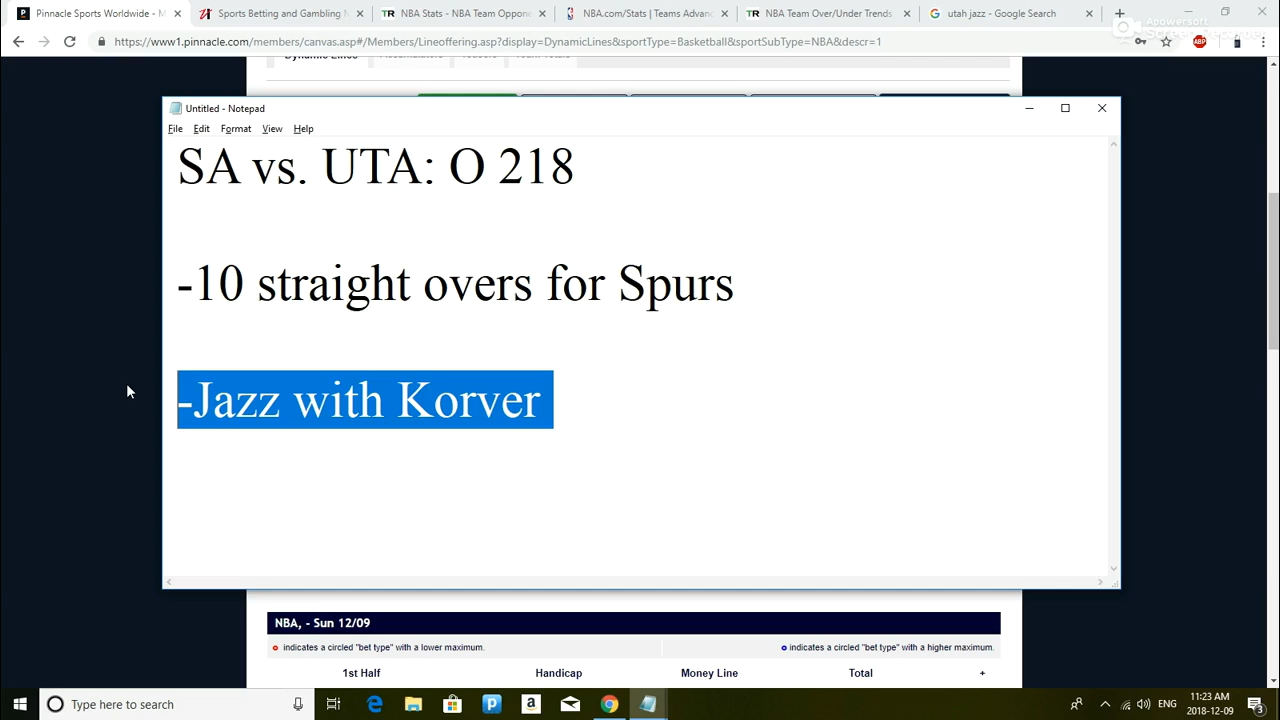 Pinnacle Sports Worldwide - M
Sports Betting and Gambling N
NBA Stats - NBA Team Oppone
NBA.com/Stats | Teams Advanc
NBA Team Over/Under Trends
utah jazz - Google Search
https://www1.pinnacle.com/members/canvas.asp#/Members/
display=DynamicLines&sportType=Basketball&sportSubType=NBA&descr=1
Apowersoft
Dynamic Lines
Untitled - Notepad
File Edit Format View Help
SA vs. UTA: O 218
-10 straight overs for Spurs
-Jazz with Korver
NBA, - Sun 12/09
indicates a circled "bet type" with a lower maximum.
indicates a circled "bet type" with a higher maximum.
1st Half Handicap Money Line Total +
Type here to search
ENG
11:23 AM
2018-12-09